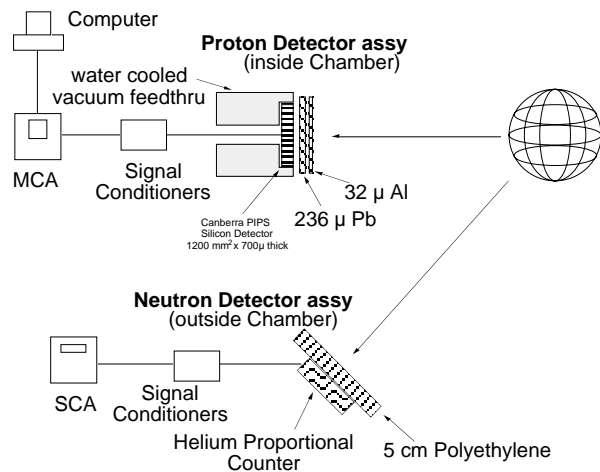 Computer
Proton Detector assy
(inside Chamber)
water cooled
vacuum feedthru
MCA
Signal
Conditioners
32 μ Al
236 μ Pb
Canberra PIPS
Silicon Detector
1200 mm² x 700μ thick
Neutron Detector assy
(outside Chamber)
SCA
Signal
Conditioners
Helium Proportional
Counter
5 cm Polyethylene